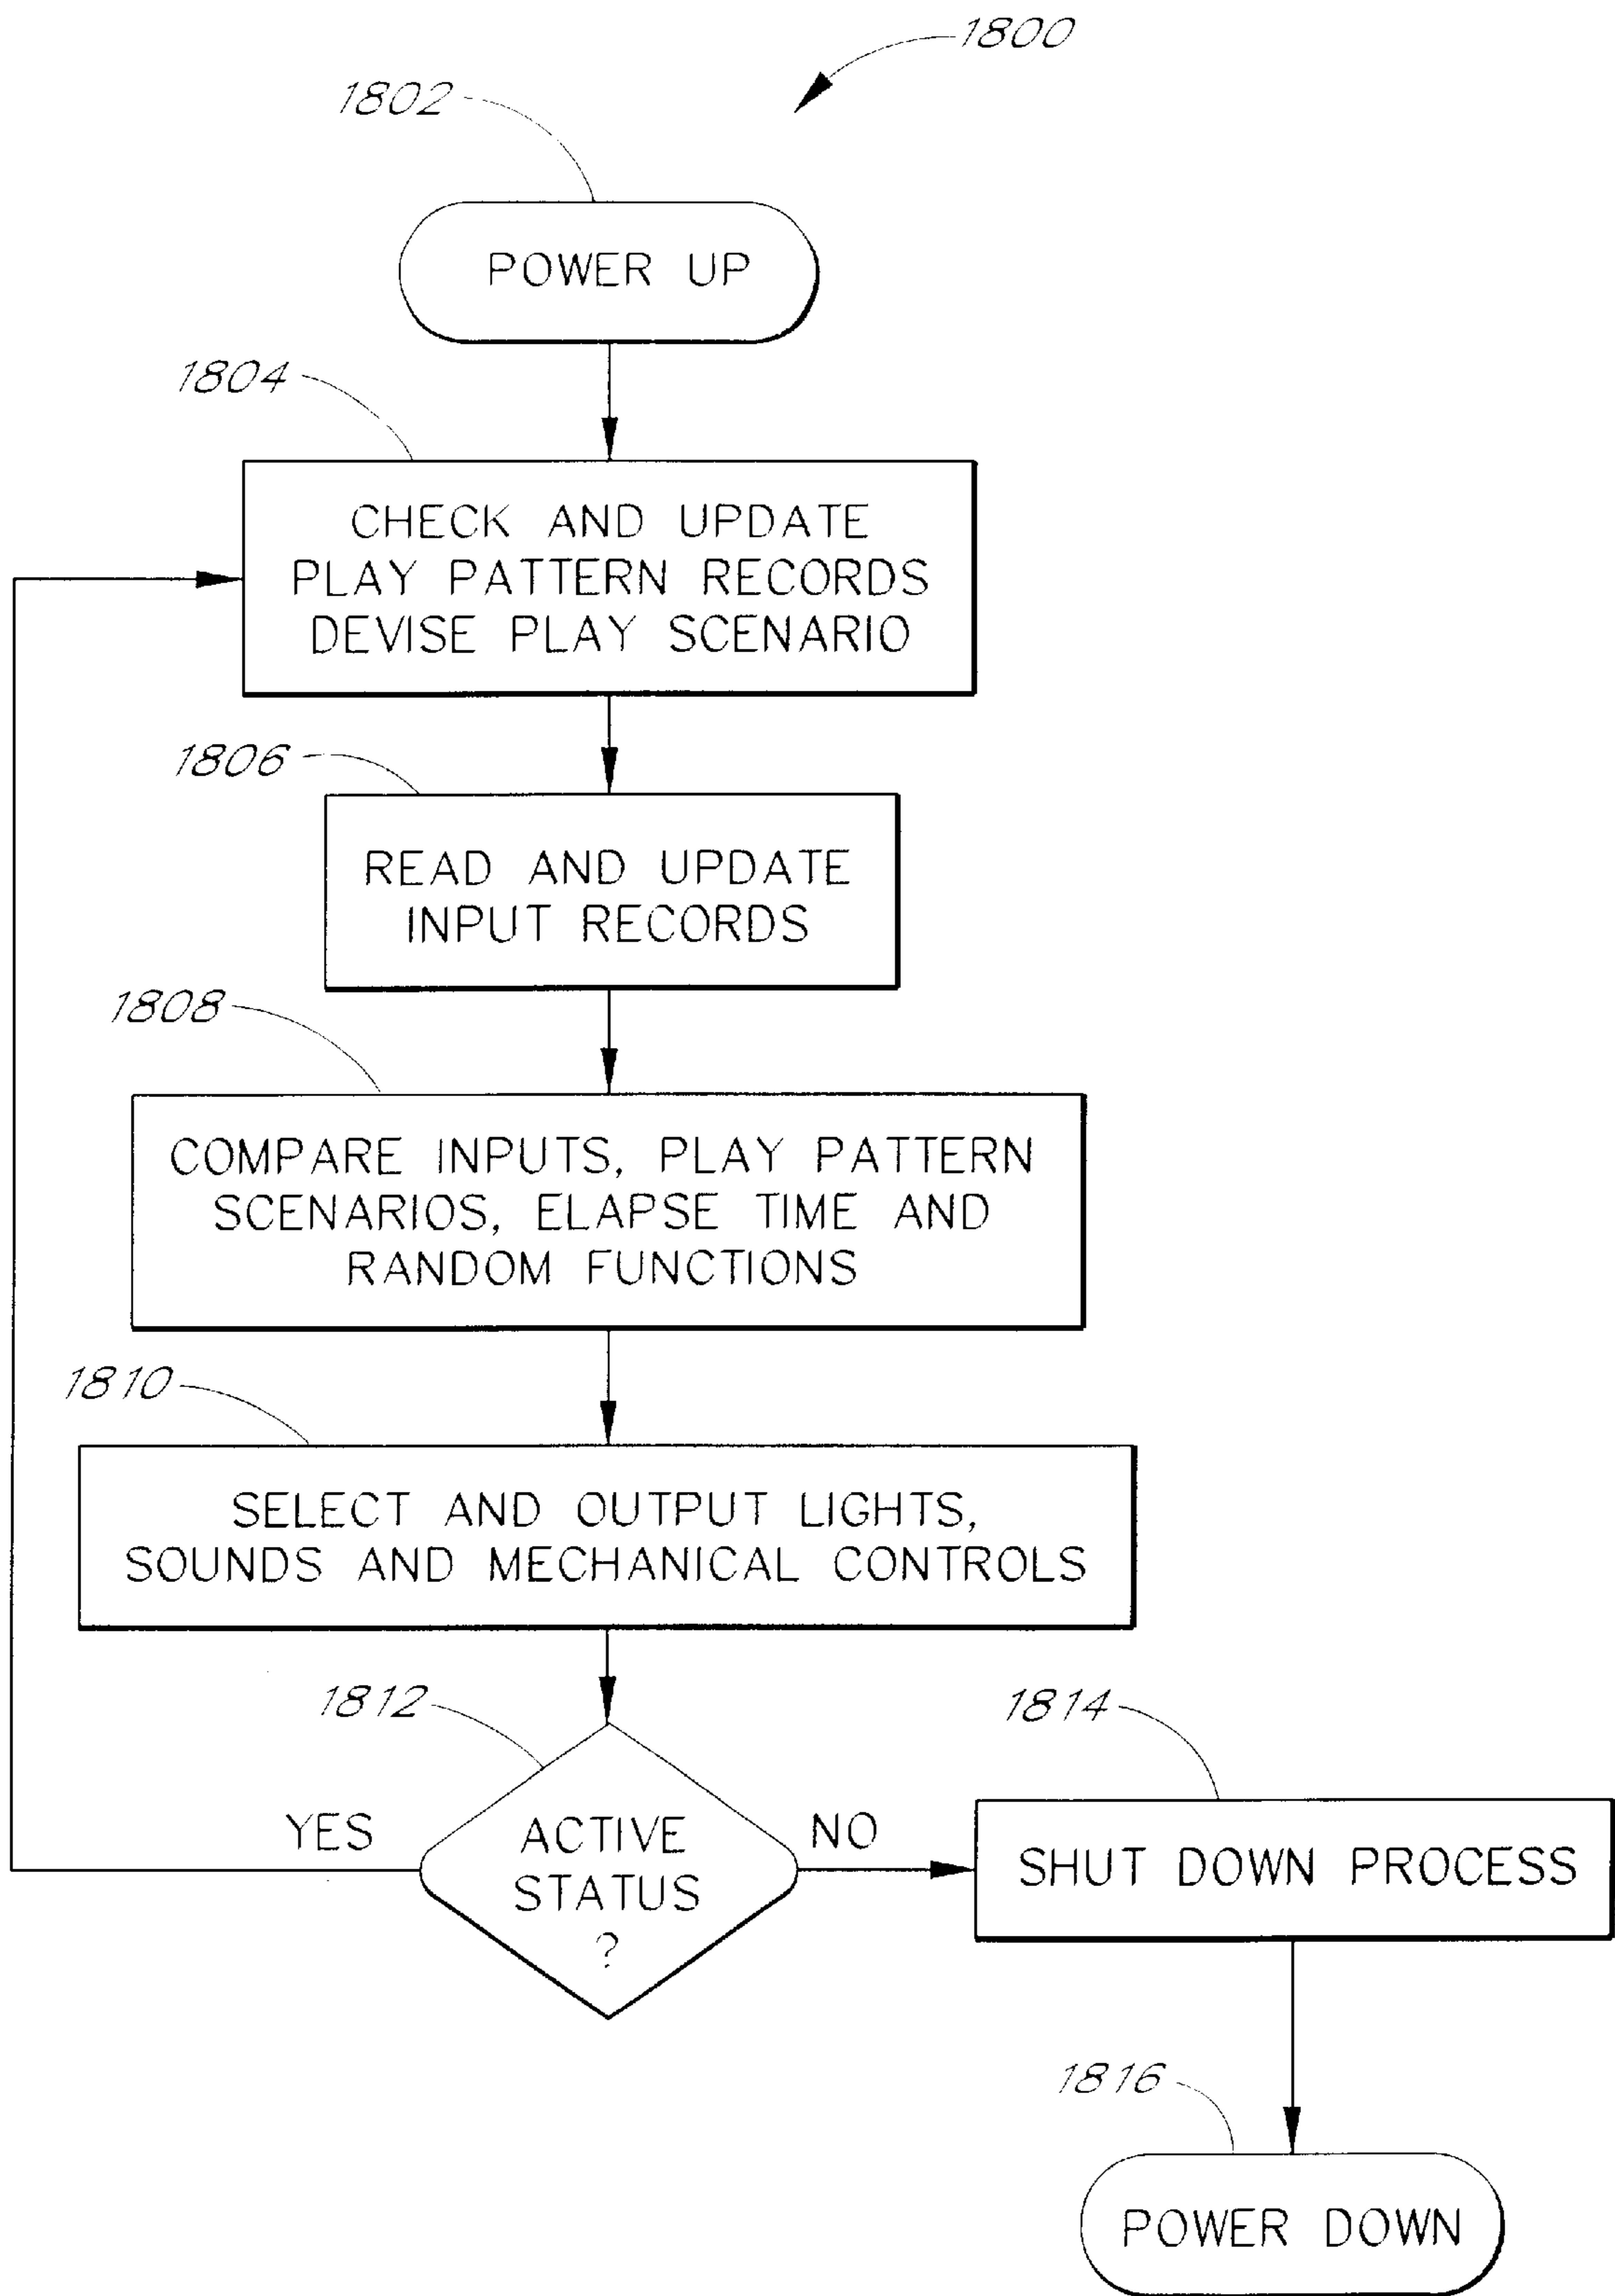 1800
1802
POWER UP
1804
CHECK AND UPDATE
PLAY PATTERN RECORDS
DEVISE PLAY SCENARIO
1806
READ AND UPDATE
INPUT RECORDS
1808
COMPARE INPUTS, PLAY PATTERN
SCENARIOS, ELAPSE TIME AND
RANDOM FUNCTIONS
1810
SELECT AND OUTPUT LIGHTS,
SOUNDS AND MECHANICAL CONTROLS
1812
YES
ACTIVE
STATUS
?
NO
1814
SHUT DOWN PROCESS
1816
POWER DOWN